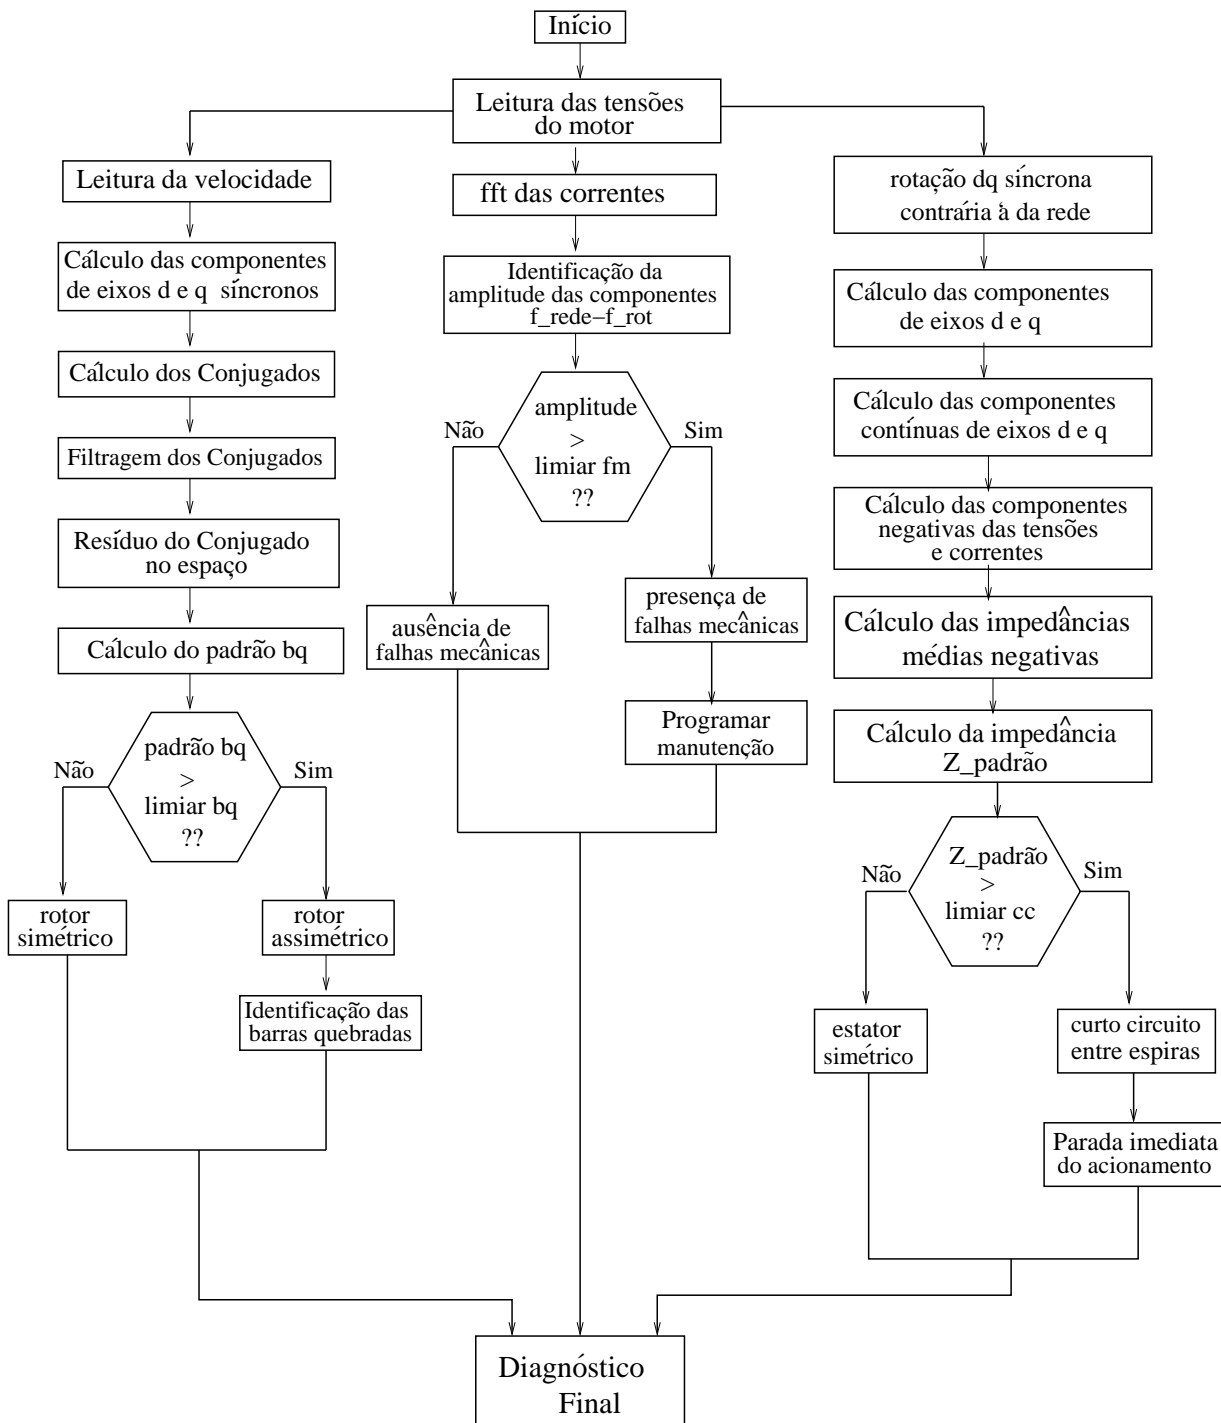 Início
Leitura das tensões
do motor
Leitura da velocidade
Cálculo das componentes
de eixos d e q síncronos
Cálculo dos Conjugados
Filtragem dos Conjugados
Resíduo do Conjugado
no espaço
Cálculo do padrão bq
padrão bq
>
limiar bq
??
Não
Sim
rotor
simétrico
rotor
assimétrico
Identificação das
barras quebradas
fft das correntes
Identificação da
amplitude das componentes
f_rede−f_rot
amplitude
>
limiar fm
??
Não
Sim
ausência de
falhas mecânicas
presença de
falhas mecânicas
Programar
manutenção
rotação dq síncrona
contrária à da rede
Cálculo das componentes
de eixos d e q
Cálculo das componentes
contínuas de eixos d e q
Cálculo das componentes
negativas das tensões
e correntes
Cálculo das impedâncias
médias negativas
Cálculo da impedância
Z_padrão
Z_padrão
>
limiar cc
??
Não
Sim
estator
simétrico
curto circuito
entre espiras
Parada imediata
do acionamento
Diagnóstico
Final